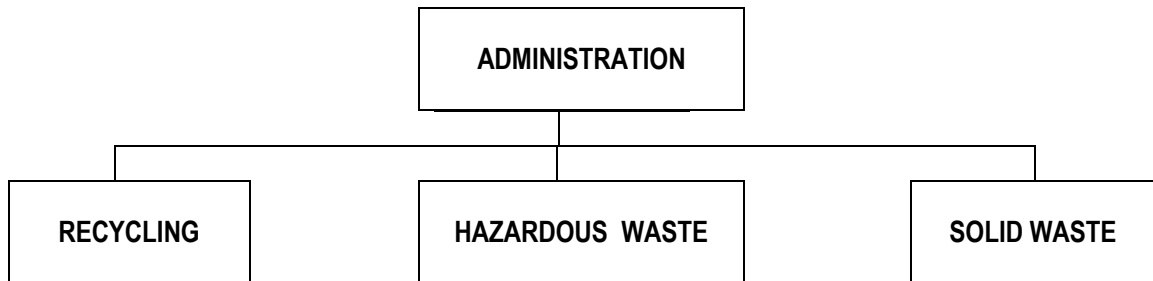 ADMINISTRATION
RECYCLING
HAZARDOUS WASTE
SOLID WASTE